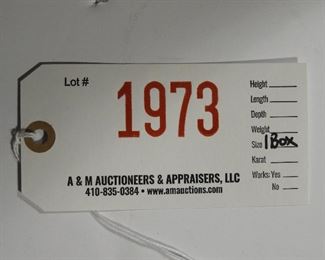 Lot #
1973
Height
Length
Depth
Weight
Size 1 Box
Karat
Works: Yes
No
A & M AUCTIONEERS & APPRAISERS, LLC
410-835-0384 • www.amauctions.com